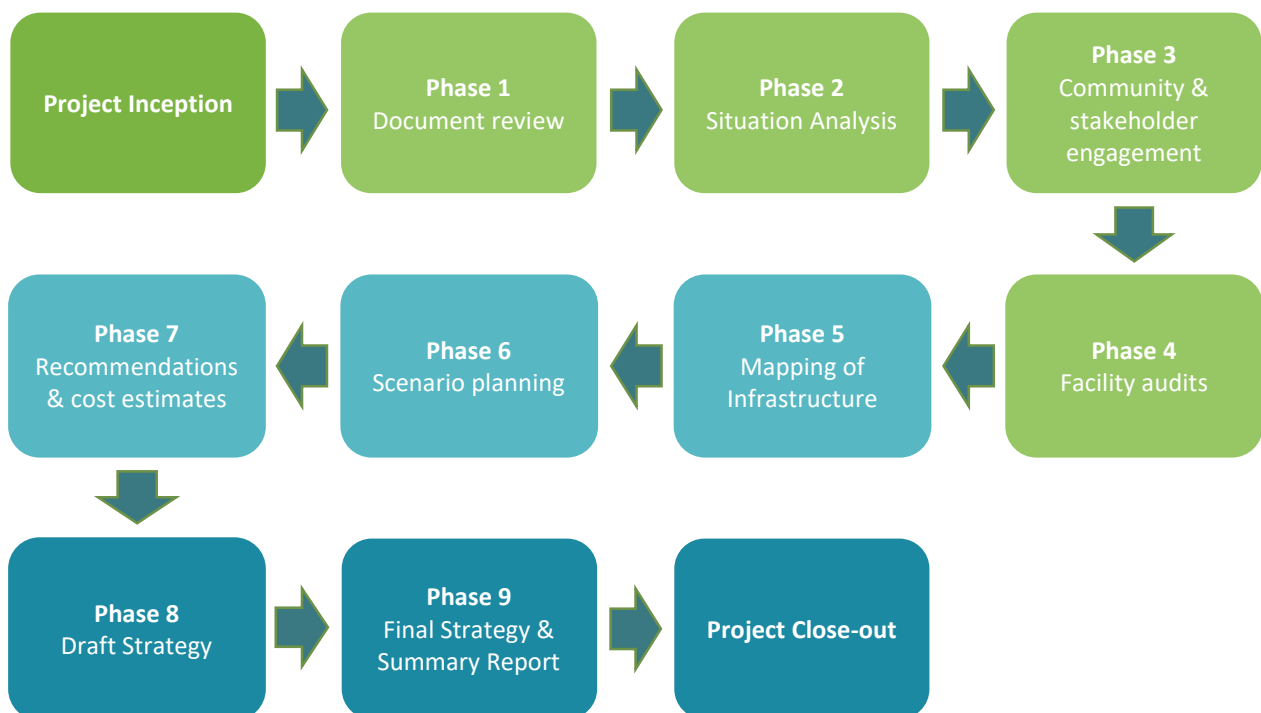 Project Inception
Phase 1
Document review
Phase 2
Situation Analysis
Phase 3
Community &
stakeholder
engagement
Phase 4
Facility audits
Phase 5
Mapping of
Infrastructure
Phase 6
Scenario planning
Phase 7
Recommendations
& cost estimates
Phase 8
Draft Strategy
Phase 9
Final Strategy &
Summary Report
Project Close-out